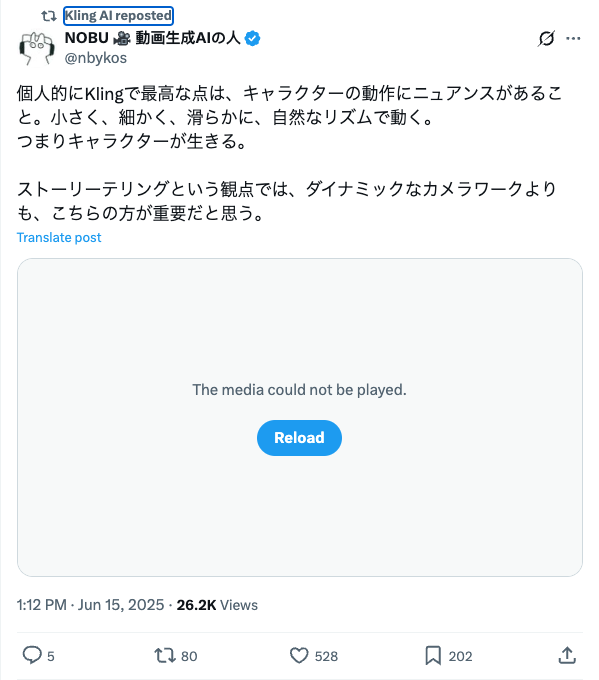 Kling AI reposted
NOBU 🎥 動画生成AIの人
@nbykos
個人的にKlingで最高な点は、キャラクターの動作にニュアンスがあるこ
と。小さく、細かく、滑らかに、自然なリズムで動く。
つまりキャラクターが生きる。
ストーリーテリングという観点では、ダイナミックなカメラワークより
も、こちらの方が重要だと思う。
Translate post
The media could not be played.
Reload
1:12 PM · Jun 15, 2025 · 26.2K Views
5 80 528 202